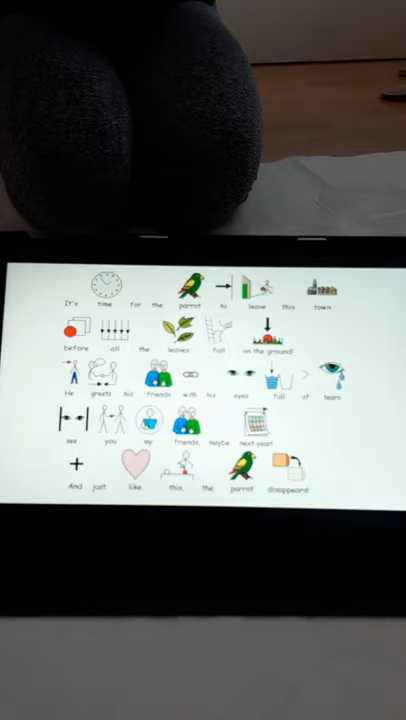 It's time for the parrot to leave this town
before all the leaves fall on the ground!
He greets his friends with his eyes full of tears
see you my friends, maybe next year!
And just like this, the parrot disappears!